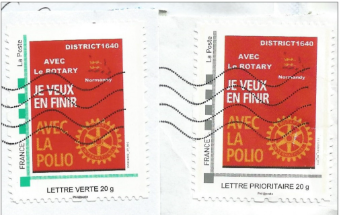 La Poste
DISTRICT1640
AVEC
Le ROTARY
Normandy
JE VEUX
EN FINIR
AVEC
LA
POLIO
FRANCE
LETTRE VERTE 20 g
La Poste
DISTRICT1640
AVEC
Le ROTARY
Normandy
JE VEUX
EN FINIR
AVEC
LA
POLIO
FRANCE
LETTRE PRIORITAIRE 20 g